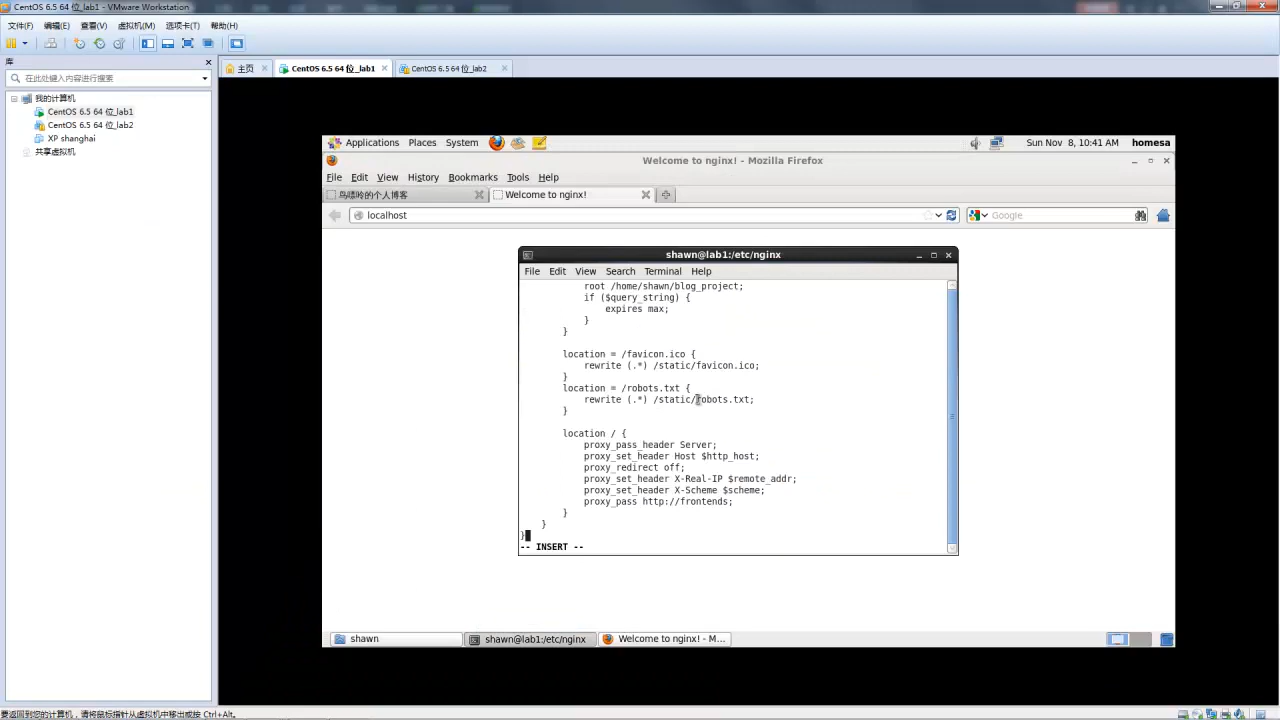 CentOS 6.5 64 位_lab1 - VMware Workstation
文件(F) 编辑(E) 查看(V) 虚拟机(M) 选项卡(T) 帮助(H)
库
在此处键入内容进行搜索
主页 CentOS 6.5 64 位_lab1 CentOS 6.5 64 位_lab2
我的计算机
CentOS 6.5 64 位_lab1
CentOS 6.5 64 位_lab2
XP shanghai
共享虚拟机
Applications Places System Sun Nov 8, 10:41 AM homesa
Welcome to nginx! - Mozilla Firefox
File Edit View History Bookmarks Tools Help
的个人博客 Welcome to nginx!
localhost Google
shawn@lab1:/etc/nginx
File Edit View Search Terminal Help
root /home/shawn/blog_project;
if ($query_string) {
expires max;
}
}
location = /favicon.ico {
rewrite (.*) /static/favicon.ico;
}
location = /robots.txt {
rewrite (.*) /static/robots.txt;
}
location / {
proxy_pass_header Server;
proxy_set_header Host $http_host;
proxy_redirect off;
proxy_set_header X-Real-IP $remote_addr;
proxy_set_header X-Scheme $scheme;
proxy_pass http://frontends;
}
}
}
-- INSERT --
shawn shawn@lab1:/etc/nginx Welcome to nginx! - M...
要返回到您的计算机，请将鼠标指针从虚拟机中移出或按 Ctrl+Alt。